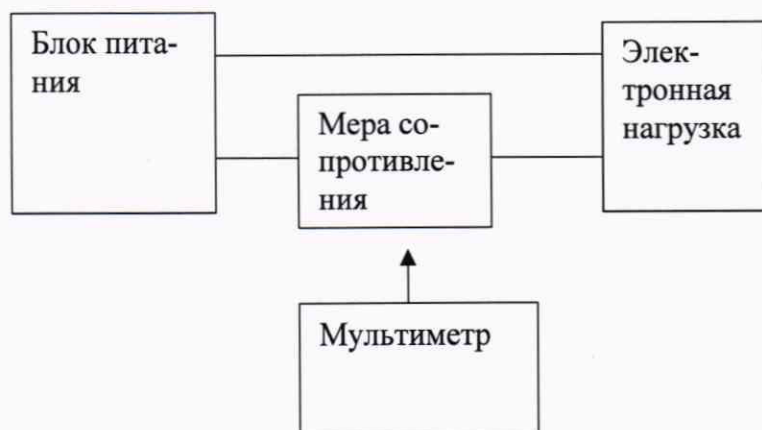 Блок пита-
ния
Элек-
тронная
нагрузка
Мера со-
противле-
ния
Мультиметр